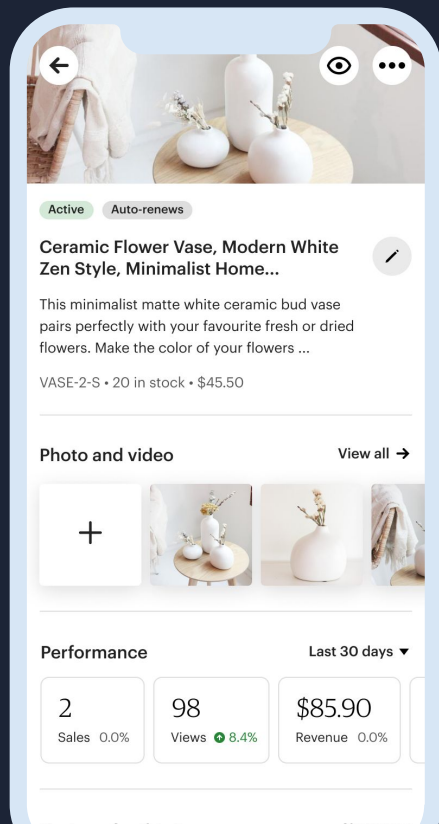 Active Auto-renews
Ceramic Flower Vase, Modern White
Zen Style, Minimalist Home...
This minimalist matte white ceramic bud vase
pairs perfectly with your favourite fresh or dried
flowers. Make the color of your flowers ...
VASE-2-S • 20 in stock • $45.50
Photo and video View all
Performance Last 30 days
2 98 $85.90
Sales 0.0% Views 8.4% Revenue 0.0%